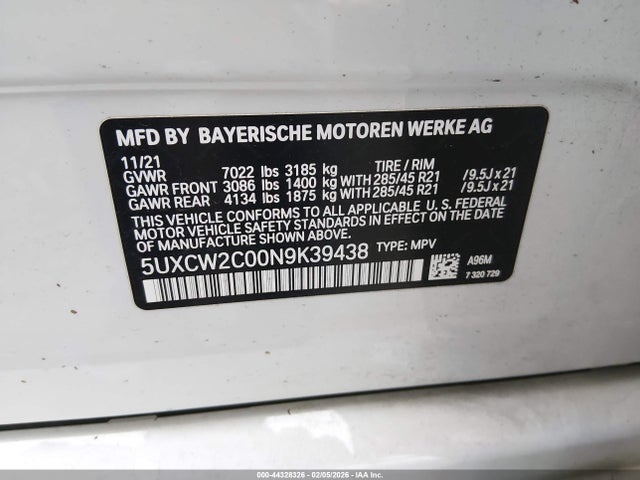 MFD BY BAYERISCHE MOTOREN WERKE AG
11/21
GVWR 7022 lbs 3185 kg TIRE / RIM
GAWR FRONT 3086 lbs 1400 kg WITH 285/45 R21 /9.5J x 21
GAWR REAR 4134 lbs 1875 kg WITH 285/45 R21 /9.5J x 21
THIS VEHICLE CONFORMS TO ALL APPLICABLE U. S. FEDERAL
MOTOR VEHICLE SAFETY STANDARDS IN EFFECT ON THE
DATE OF MANUFACTURE SHOWN ABOVE.
5UXCW2C00N9K39438 TYPE: MPV
A96M
7 320 729
000-44328326 - 02/05/2026 - IAA Inc.